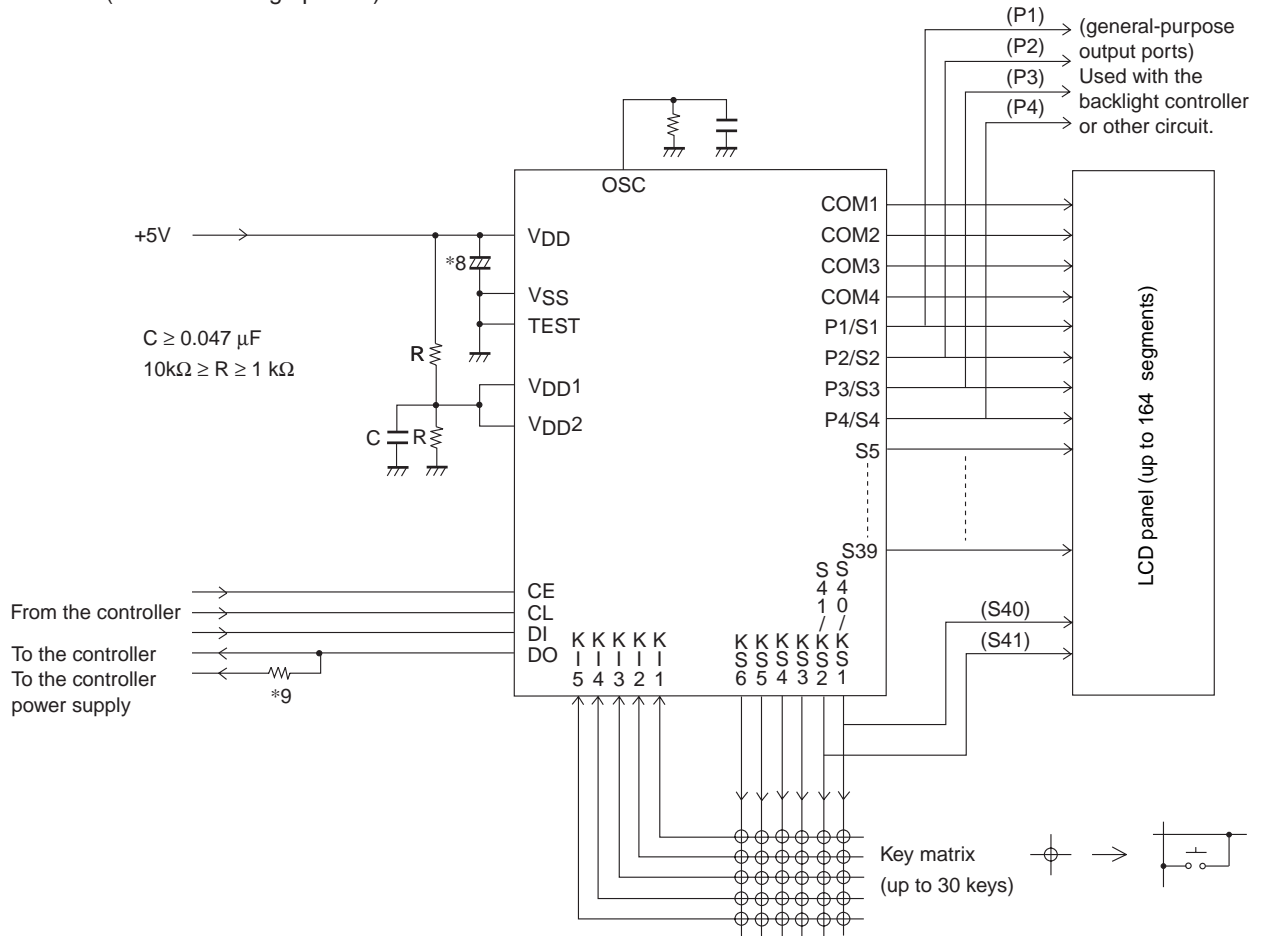 (P1)
(general-purpose
(P2)
output ports)
(P3)
Used with the
backlight controller
(P4)
or other circuit.
OSC
COM1
+5V
VDD
COM2
*8
COM3
VSS
COM4
TEST
P1/S1
C ≥ 0.047 μF
R
P2/S2
10kΩ ≥ R ≥ 1 kΩ
VDD1
P3/S3
VDD2
P4/S4
C
R
S5
LCD panel (up to 164 segments)
S39
CE
From the controller
CL
DI
To the controller
DO
To the controller
power supply
*9
KI5
KI4
KI3
KI2
KI1
KS6
KS5
KS4
KS3
S41/KS2
S40/KS1
(S40)
(S41)
Key matrix
(up to 30 keys)